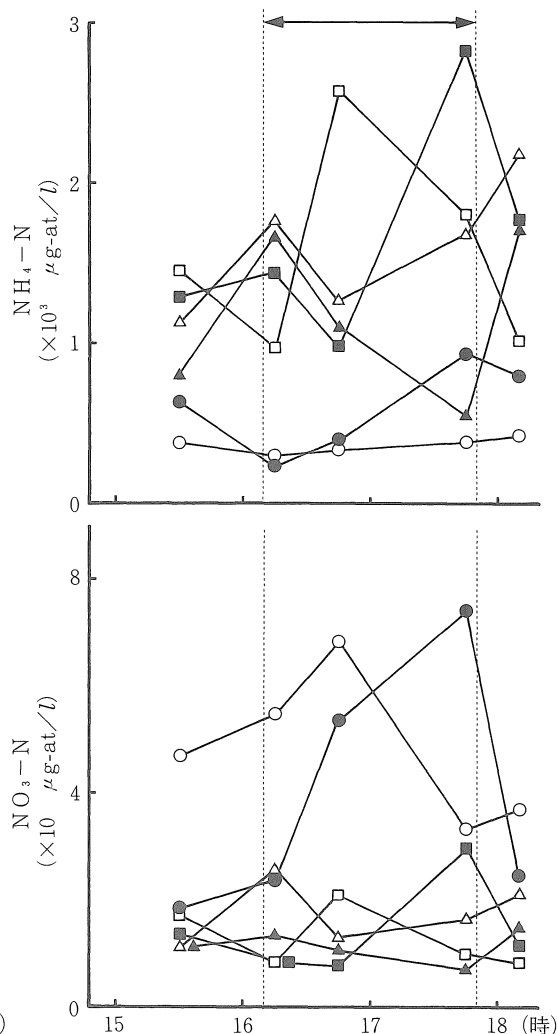 3
2
1
0
NH₄－N
(×10³ μg-at/l)
8
4
0
NO₃－N
(×10 μg-at/l)
15 16 17 18 (時)
)